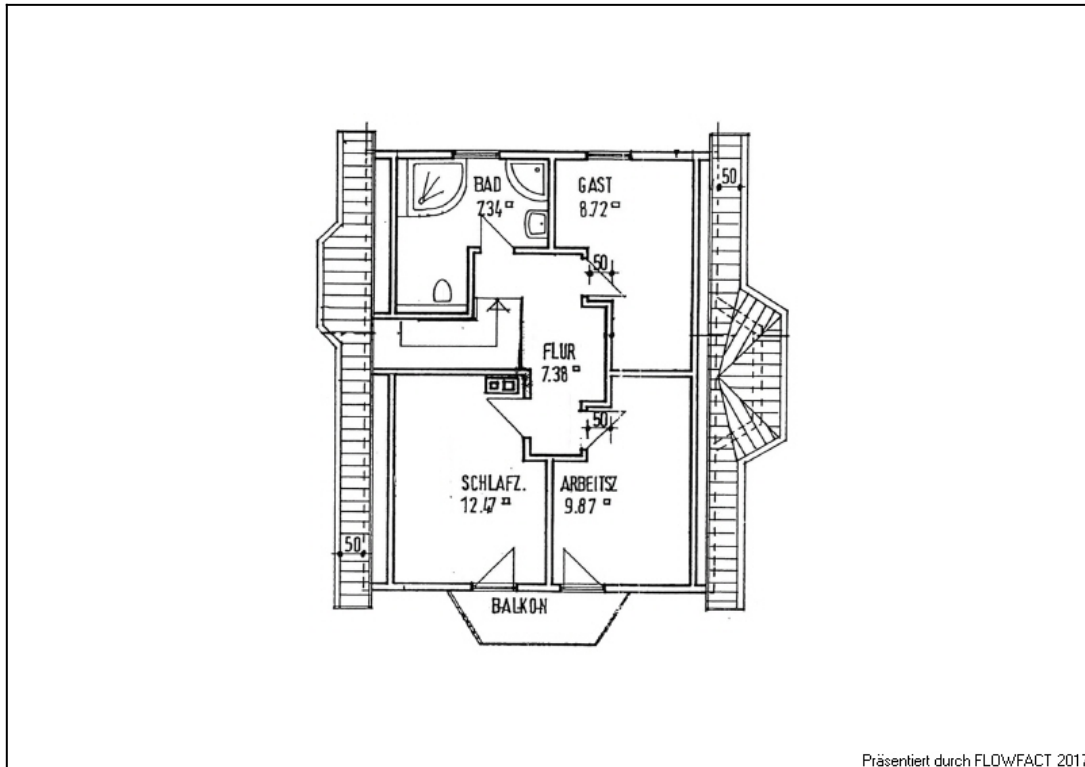 BAD
7.34
GAST
8.72
50
50
FLUR
7.38
50
SCHLAFZ.
12.47
ARBEITSZ
9.87
50
BALKON
Präsentiert durch FLOWFACT 2017